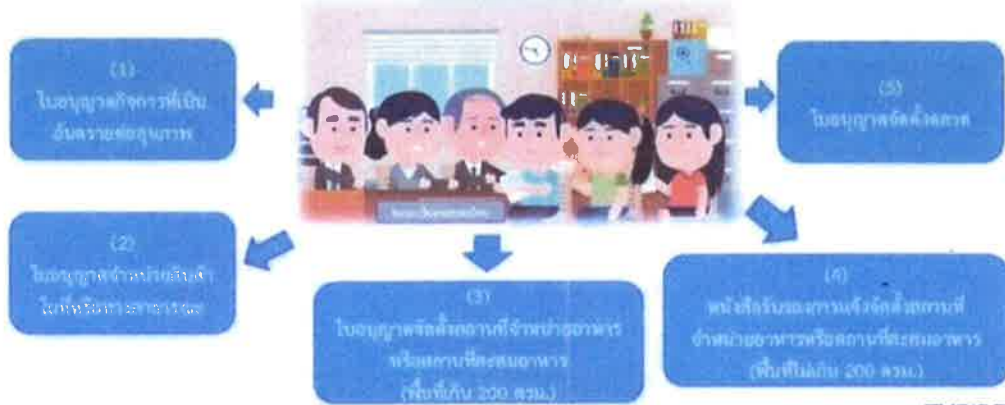 (1)
ใบอนุญาตกิจการที่เป็น
อันตรายต่อสุขภาพ
(5)
ใบอนุญาตจัดตั้งตลาด
(2)
ใบอนุญาตจำหน่ายสินค้า
ในที่หรือทางสาธารณะ
(3)
ใบอนุญาตจัดตั้งสถานที่จำหน่ายอาหาร
หรือสถานที่สะสมอาหาร
(พื้นที่เกิน 200 ตรม.)
(4)
หนังสือรับรองการแจ้งจัดตั้งสถานที่
จำหน่ายอาหารหรือสถานที่สะสมอาหาร
(พื้นที่ไม่เกิน 200 ตรม.)